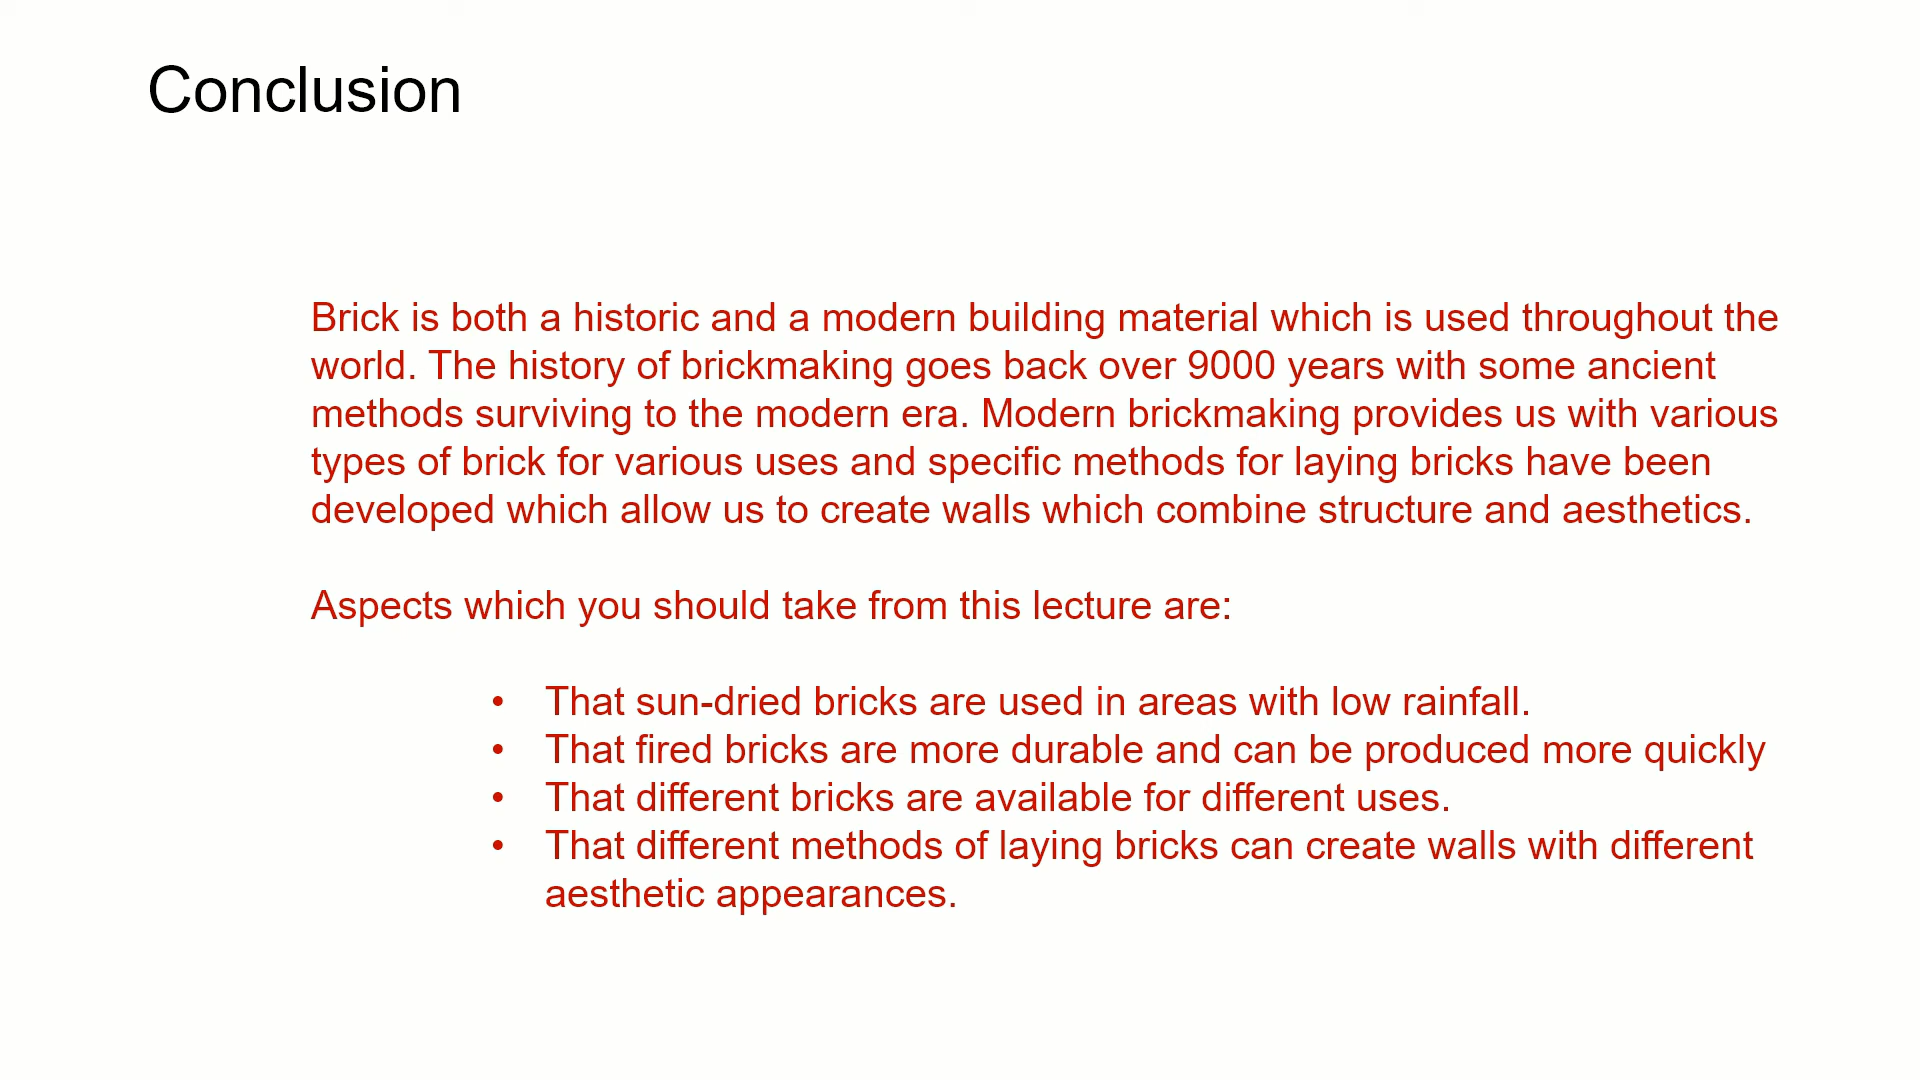 Conclusion
Brick is both a historic and a modern building material which is used throughout the
world. The history of brickmaking goes back over 9000 years with some ancient
methods surviving to the modern era. Modern brickmaking provides us with various
types of brick for various uses and specific methods for laying bricks have been
developed which allow us to create walls which combine structure and aesthetics.
Aspects which you should take from this lecture are:
• That sun-dried bricks are used in areas with low rainfall.
• That fired bricks are more durable and can be produced more quickly
• That different bricks are available for different uses.
• That different methods of laying bricks can create walls with different
aesthetic appearances.